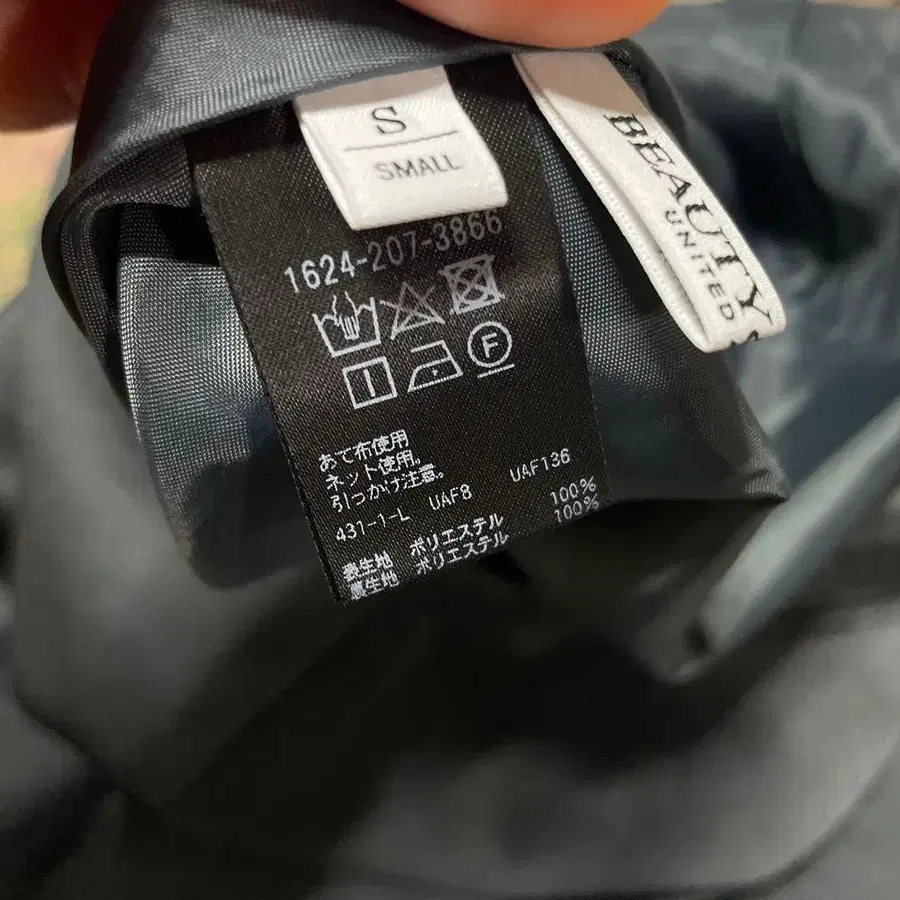 S
SMALL
BEAUTY
UNITED
1624-207-3866
F
あて布使用
ネット使用。
引っかけ注意。
431-1-L UAF8 UAF136
表生地 ポリエステル 100%
裏生地 ポリエステル 100%